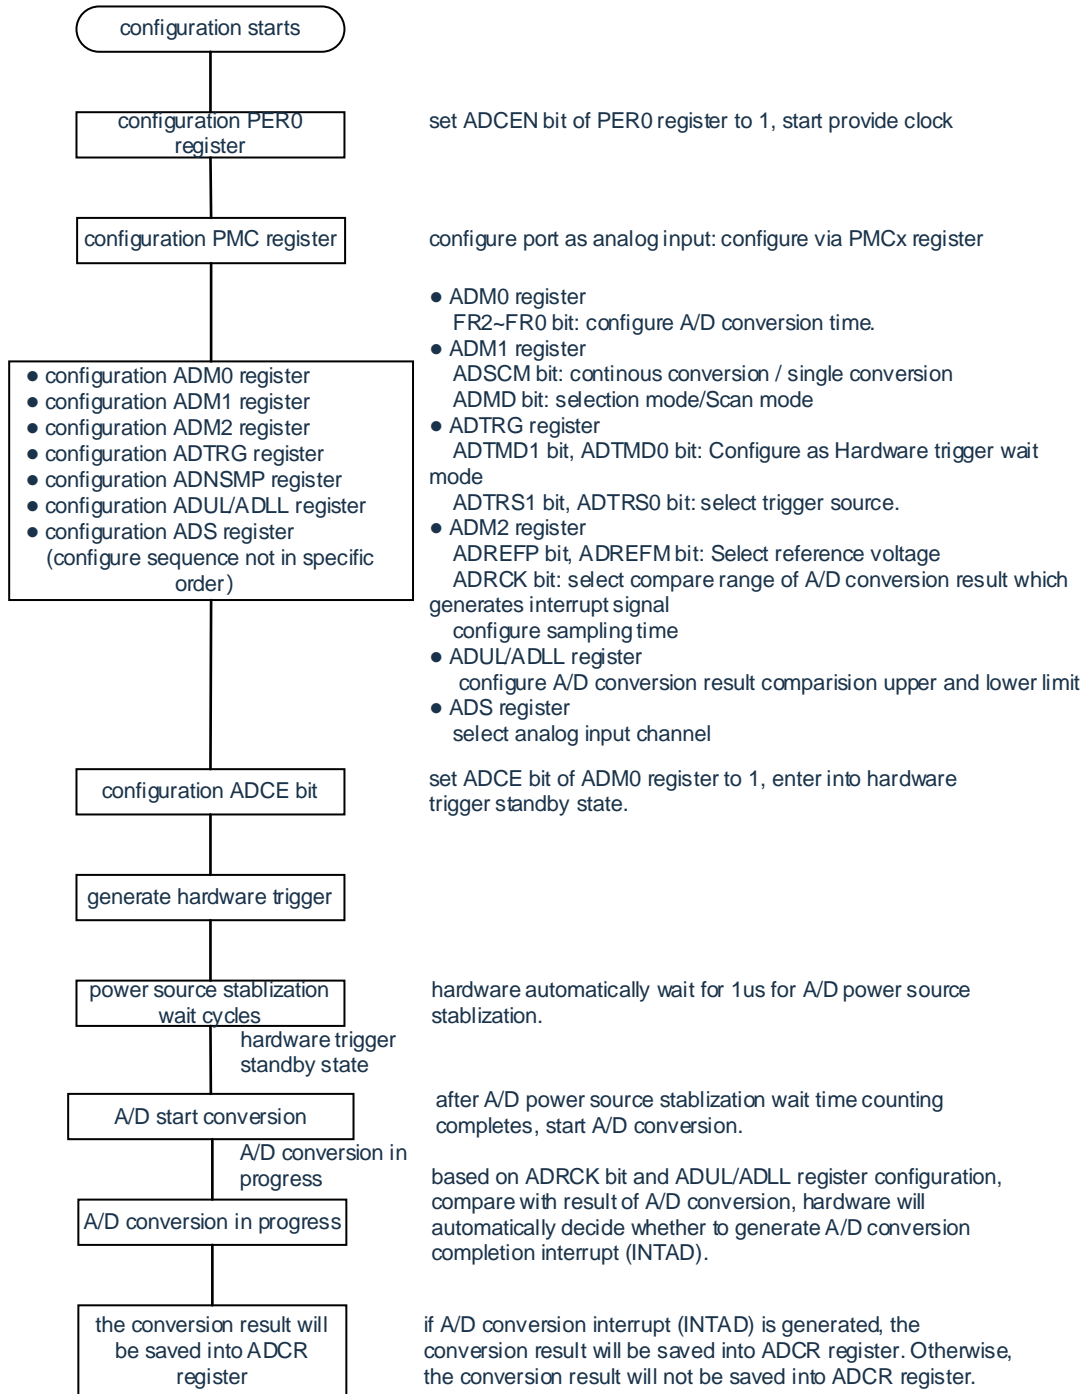 configuration starts
configuration PER0
register
set ADCEN bit of PER0 register to 1, start provide clock
configuration PMC register
configure port as analog input: configure via PMCx register
● configuration ADM0 register
● configuration ADM1 register
● configuration ADM2 register
● configuration ADTRG register
● configuration ADNSMP register
● configuration ADUL/ADLL register
● configuration ADS register
(configure sequence not in specific
order)
● ADM0 register
FR2~FR0 bit: configure A/D conversion time.
● ADM1 register
ADSCM bit: continous conversion / single conversion
ADMD bit: selection mode/Scan mode
● ADTRG register
ADTMD1 bit, ADTMD0 bit: Configure as Hardware trigger wait
mode
ADTRS1 bit, ADTRS0 bit: select trigger source.
● ADM2 register
ADREFP bit, ADREFM bit: Select reference voltage
ADRCK bit: select compare range of A/D conversion result which
generates interrupt signal
configure sampling time
● ADUL/ADLL register
configure A/D conversion result comparision upper and lower limit
● ADS register
select analog input channel
configuration ADCE bit
set ADCE bit of ADM0 register to 1, enter into hardware
trigger standby state.
generate hardware trigger
power source stablization
wait cycles
hardware automatically wait for 1us for A/D power source
stablization.
hardware trigger
standby state
A/D start conversion
after A/D power source stablization wait time counting
completes, start A/D conversion.
A/D conversion in
progress
A/D conversion in progress
based on ADRCK bit and ADUL/ADLL register configuration,
compare with result of A/D conversion, hardware will
automatically decide whether to generate A/D conversion
completion interrupt (INTAD).
the conversion result will
be saved into ADCR
register
if A/D conversion interrupt (INTAD) is generated, the
conversion result will be saved into ADCR register. Otherwise,
the conversion result will not be saved into ADCR register.